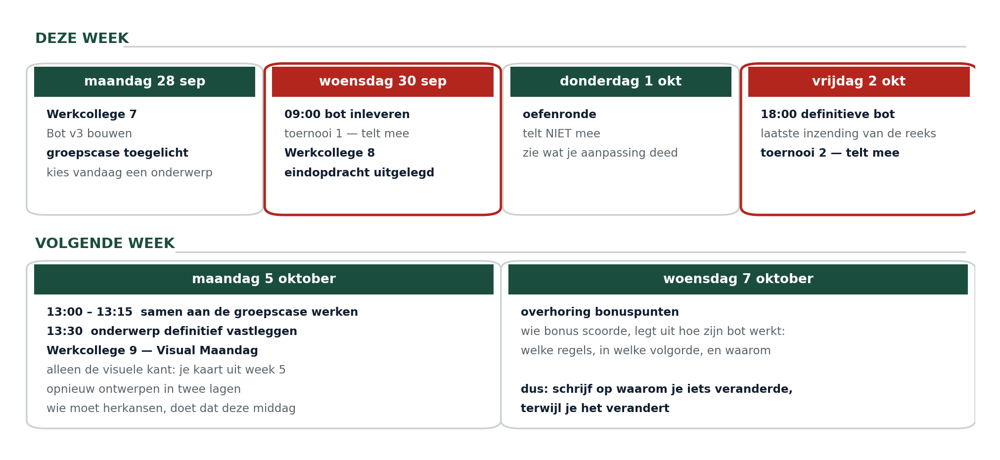 DEZE WEEK
maandag 28 sep
Werkcollege 7
Bot v3 bouwen
groepscase toegelicht
kies vandaag een onderwerp
woensdag 30 sep
09:00 bot inleveren
toernooi 1 — telt mee
Werkcollege 8
eindopdracht uitgelegd
donderdag 1 okt
oefenronde
telt NIET mee
zie wat je aanpassing deed
vrijdag 2 okt
18:00 definitieve bot
laatste inzending van de reeks
toernooi 2 — telt mee
VOLGENDE WEEK
maandag 5 oktober
13:00 – 13:15  samen aan de groepscase werken
13:30  onderwerp definitief vastleggen
Werkcollege 9 — Visual Maandag
alleen de visuele kant: je kaart uit week 5
opnieuw ontwerpen in twee lagen
wie moet herkansen, doet dat deze middag
woensdag 7 oktober
overhoring bonuspunten
wie bonus scoorde, legt uit hoe zijn bot werkt:
welke regels, in welke volgorde, en waarom
dus: schrijf op waarom je iets veranderde,
terwijl je het verandert